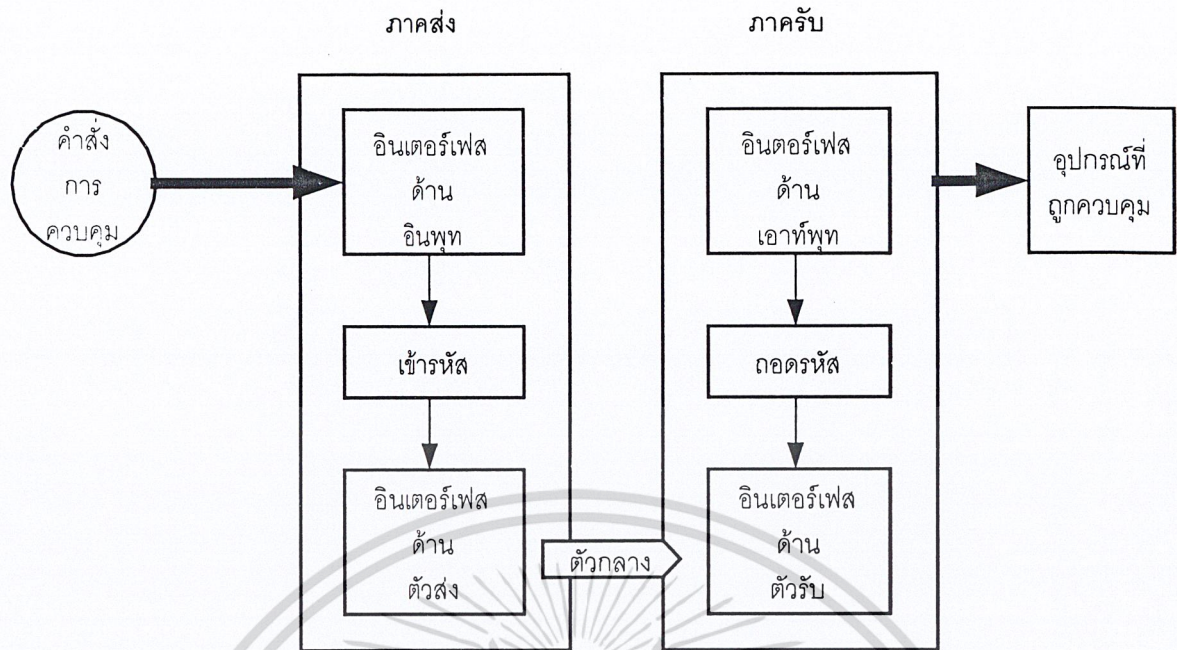 ภาคส่ง
ภาครับ
คำสั่ง
การ
ควบคุม
อินเตอร์เฟส
ด้าน
อินพุท
เข้ารหัส
อินเตอร์เฟส
ด้าน
ตัวส่ง
ตัวกลาง
อินตอร์เฟส
ด้าน
เอาท์พุท
ถอดรหัส
อินเตอร์เฟส
ด้าน
ตัวรับ
อุปกรณ์ที่
ถูกควบคุม